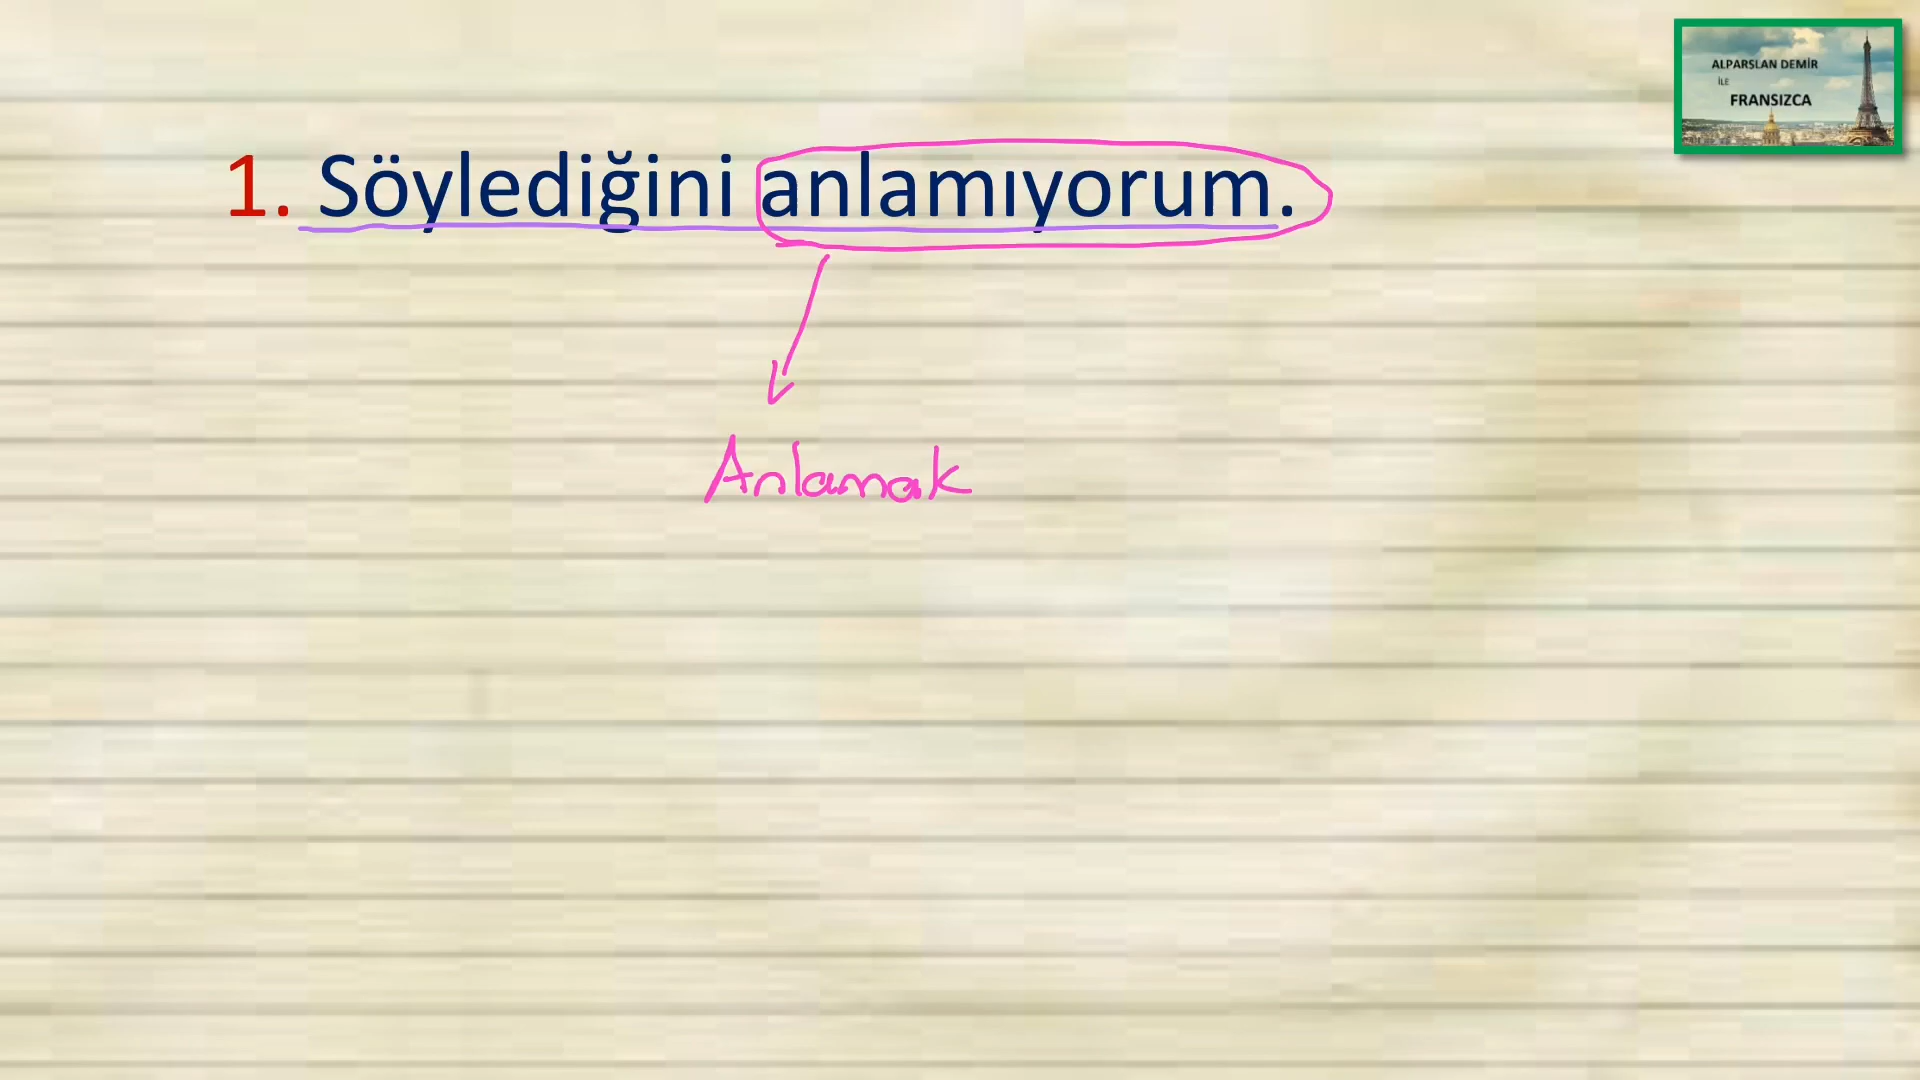 ALPARSLAN DEMİR
İLE
FRANSIZCA
1. Söylediğini anlamıyorum.
Anlamak